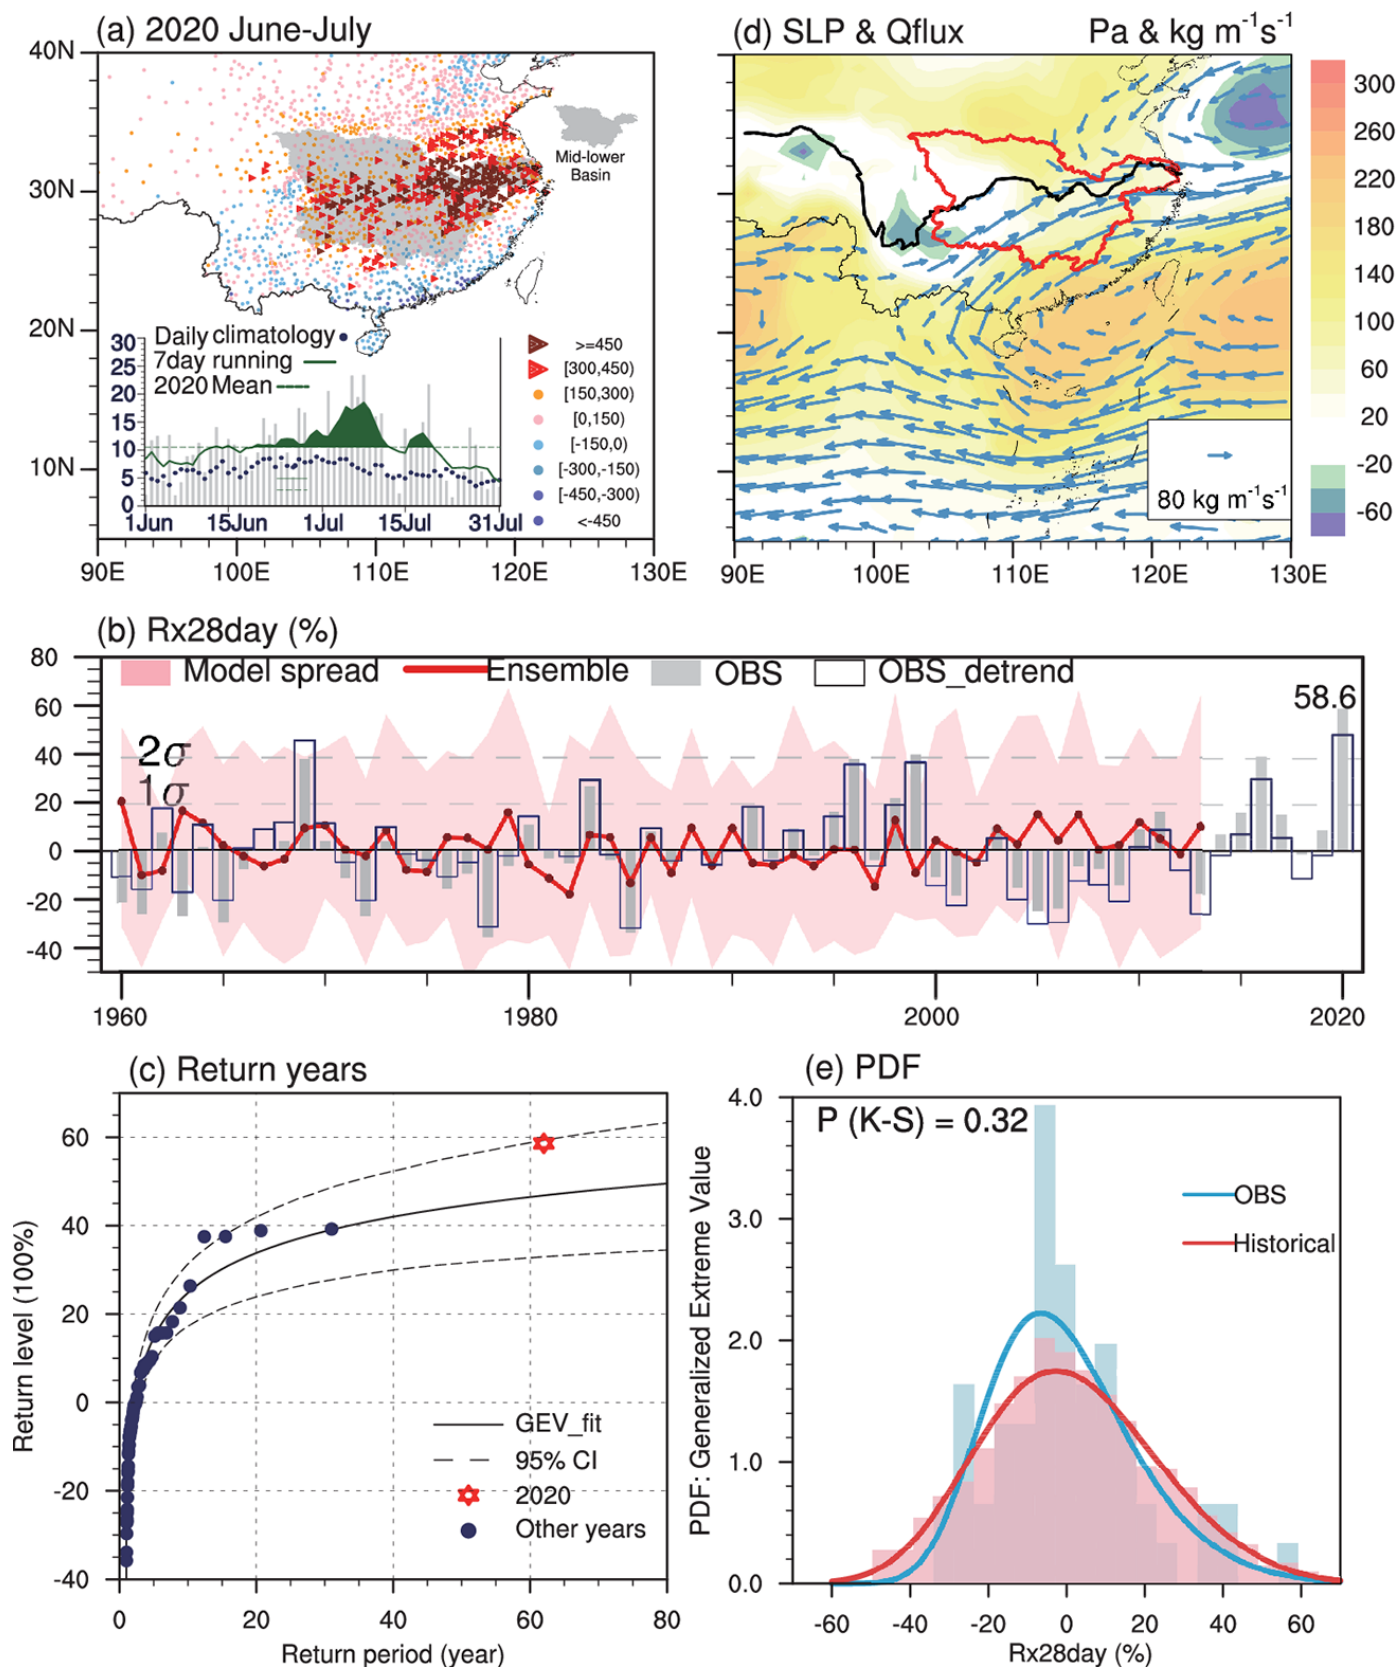 (a) 2020 June-July
40N
30N
20N
10N
90E
100E
110E
120E
130E
Mid-lower
Basin
Daily climatology
7day running
2020 Mean
30
25
20
15
10
5
0
1Jun
15Jun
1Jul
15Jul
31Jul
>=450
[300,450)
[150,300)
[0,150)
[-150,0)
[-300,-150)
[-450,-300)
<-450
(d) SLP & Qflux
Pa & kg m⁻¹s⁻¹
300
260
220
180
140
100
60
20
-20
-60
80 kg m⁻¹s⁻¹
90E
100E
110E
120E
130E
(b) Rx28day (%)
Model spread
Ensemble
OBS
OBS_detrend
58.6
2σ
1σ
80
60
40
20
0
-20
-40
1960
1980
2000
2020
(c) Return years
Return level (100%)
60
40
20
0
-20
-40
GEV_fit
95% CI
2020
Other years
0
20
40
60
80
Return period (year)
(e) PDF
P (K-S) = 0.32
OBS
Historical
PDF: Generalized Extreme Value
4.0
3.0
2.0
1.0
0.0
-60
-40
-20
0
20
40
60
Rx28day (%)